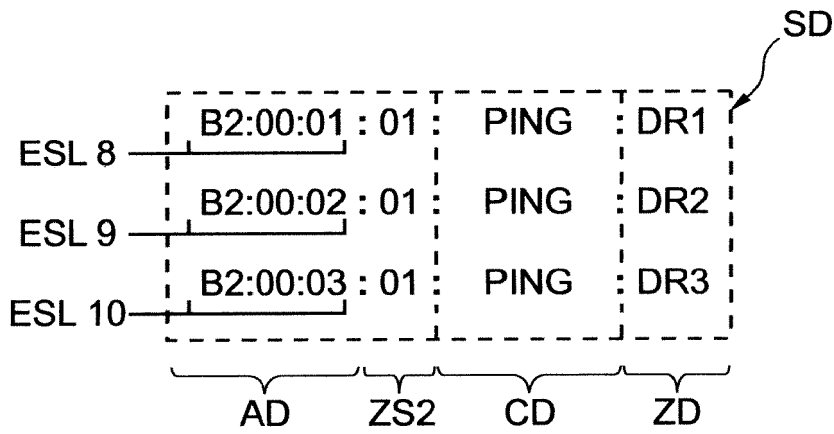 SD
B2:00:01 : 01 : PING : DR1
ESL 8
B2:00:02 : 01 : PING : DR2
ESL 9
B2:00:03 : 01 : PING : DR3
ESL 10
AD ZS2 CD ZD